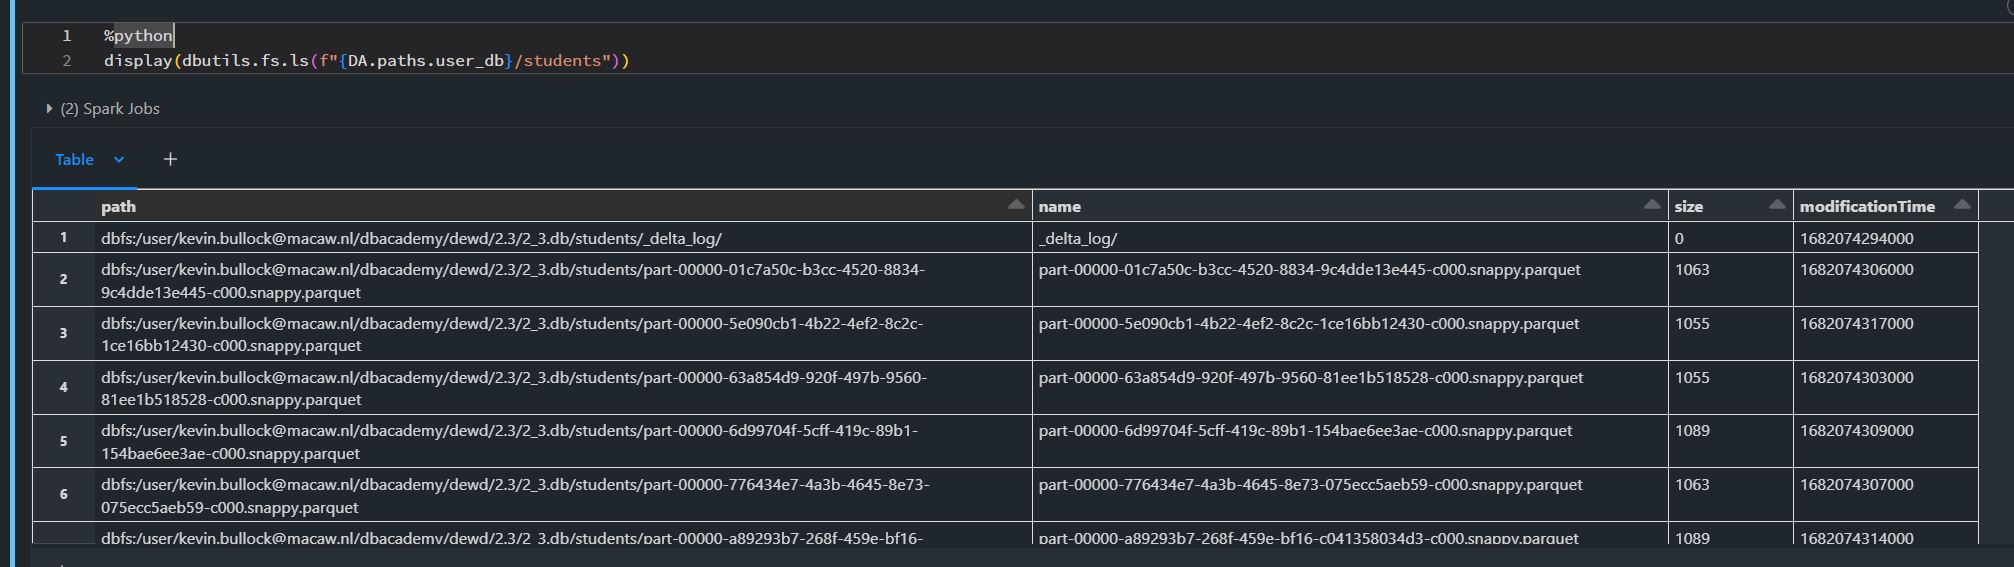 1 %python
2 display(dbutils.fs.ls(f"{DA.paths.user_db}/students"))
(2) Spark Jobs
Table +
path name size modificationTime
1 dbfs:/user/kevin.bullock@macaw.nl/dbacademy/dewd/2.3/2_3.db/students/_delta_log/ _delta_log/ 0 1682074294000
2 dbfs:/user/kevin.bullock@macaw.nl/dbacademy/dewd/2.3/2_3.db/students/part-00000-01c7a50c-b3cc-4520-8834- part-00000-01c7a50c-b3cc-4520-8834-9c4dde13e445-c000.snappy.parquet 1063 1682074306000
9c4dde13e445-c000.snappy.parquet
3 dbfs:/user/kevin.bullock@macaw.nl/dbacademy/dewd/2.3/2_3.db/students/part-00000-5e090cb1-4b22-4ef2-8c2c- part-00000-5e090cb1-4b22-4ef2-8c2c-1ce16bb12430-c000.snappy.parquet 1055 1682074317000
1ce16bb12430-c000.snappy.parquet
4 dbfs:/user/kevin.bullock@macaw.nl/dbacademy/dewd/2.3/2_3.db/students/part-00000-63a854d9-920f-497b-9560- part-00000-63a854d9-920f-497b-9560-81ee1b518528-c000.snappy.parquet 1055 1682074303000
81ee1b518528-c000.snappy.parquet
5 dbfs:/user/kevin.bullock@macaw.nl/dbacademy/dewd/2.3/2_3.db/students/part-00000-6d99704f-5cff-419c-89b1- part-00000-6d99704f-5cff-419c-89b1-154bae6ee3ae-c000.snappy.parquet 1089 1682074309000
154bae6ee3ae-c000.snappy.parquet
6 dbfs:/user/kevin.bullock@macaw.nl/dbacademy/dewd/2.3/2_3.db/students/part-00000-776434e7-4a3b-4645-8e73- part-00000-776434e7-4a3b-4645-8e73-075ecc5aeb59-c000.snappy.parquet 1063 1682074307000
075ecc5aeb59-c000.snappy.parquet
dbfs:/user/kevin.bullock@macaw.nl/dbacademy/dewd/2.3/2_3.db/students/part-00000-a89293b7-268f-459e-bf16- part-00000-a89293b7-268f-459e-bf16-c041358034d3-c000.snappy.parquet 1089 1682074314000